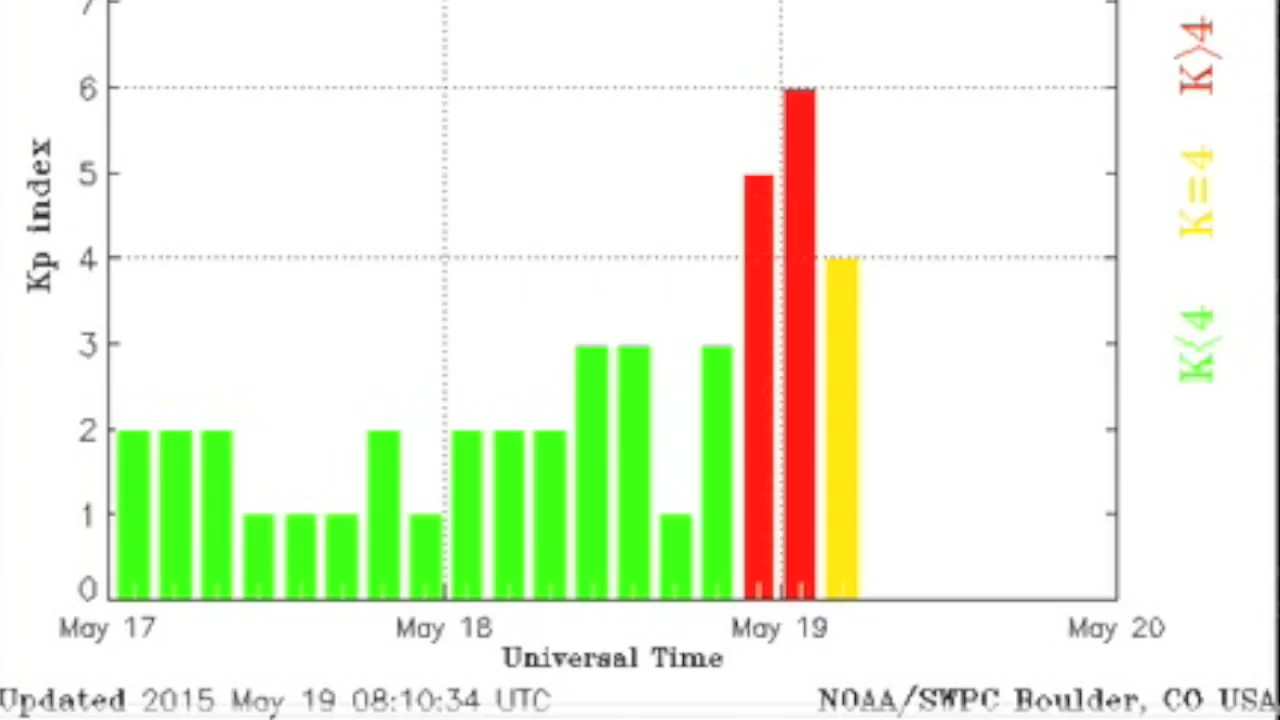 7
6
5
4
3
2
1
0
Kp index
May 17 May 18 May 19 May 20
Universal Time
Updated 2015 May 19 08:10:34 UTC NOAA/SWPC Boulder, CO USA
K>4
K=4
K<4